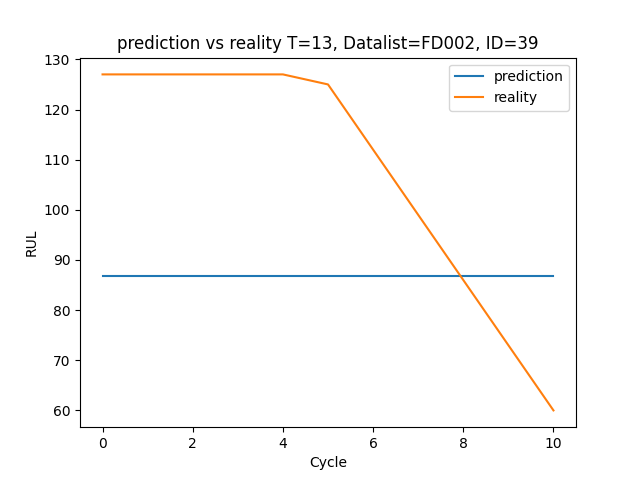 prediction vs reality T=13, Datalist=FD002, ID=39
prediction
reality
130
120
110
100
90
80
70
60
RUL
0 2 4 6 8 10
Cycle